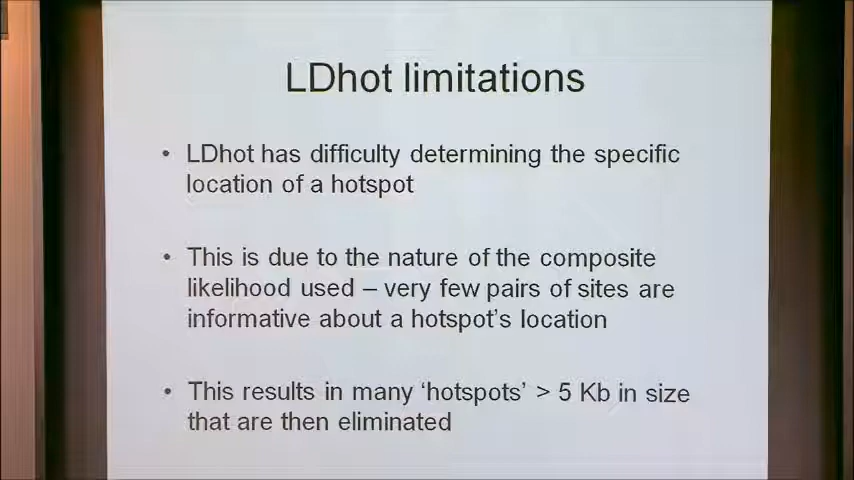 LDhot limitations
• LDhot has difficulty determining the specific
location of a hotspot
• This is due to the nature of the composite
likelihood used – very few pairs of sites are
informative about a hotspot's location
• This results in many ‘hotspots’ > 5 Kb in size
that are then eliminated